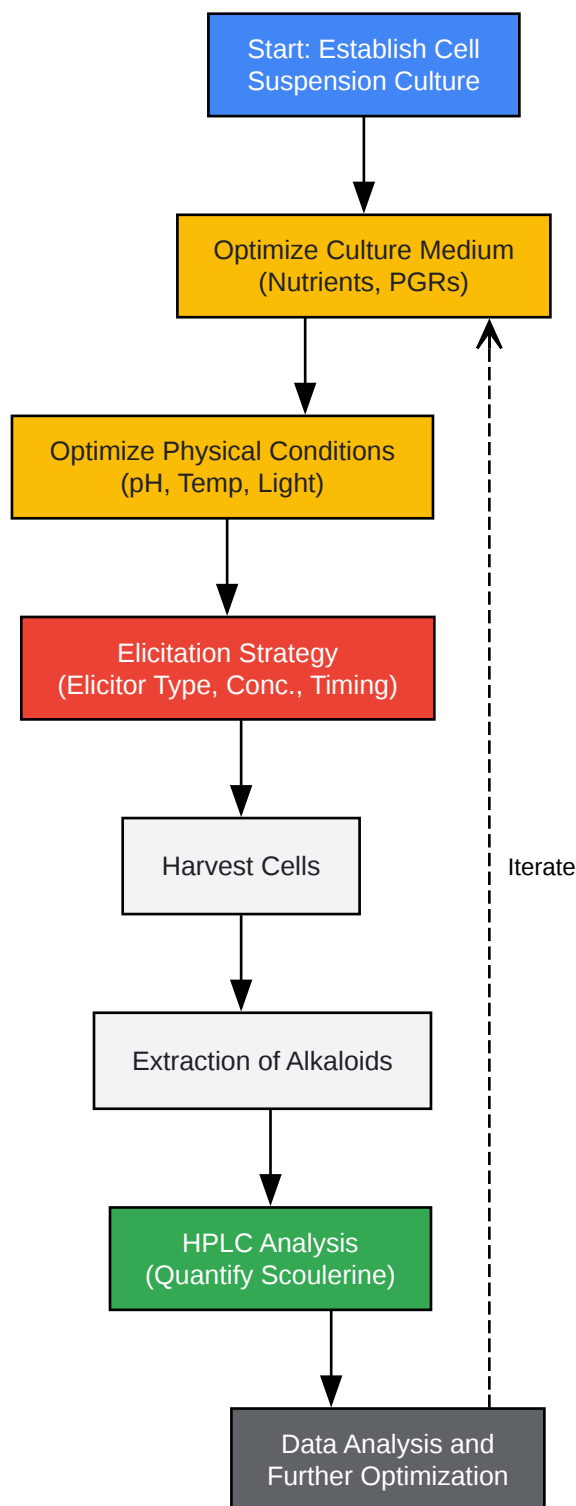 Start: Establish Cell
Suspension Culture
Optimize Culture Medium
(Nutrients, PGRs)
Optimize Physical Conditions
(pH, Temp, Light)
Elicitation Strategy
(Elicitor Type, Conc., Timing)
Harvest Cells
Iterate
Extraction of Alkaloids
HPLC Analysis
(Quantify Scoulerine)
Data Analysis and
Further Optimization